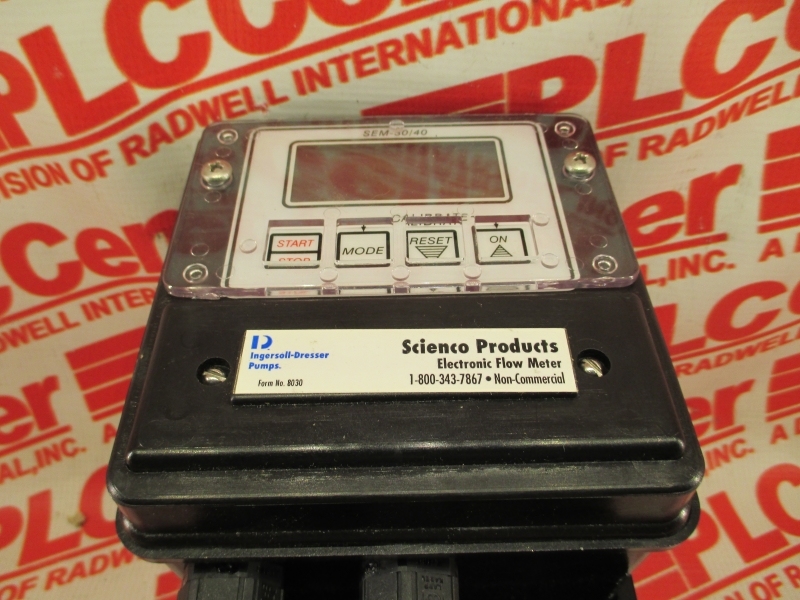 PLCCenter
A DIVISION OF RADWELL INTERNATIONAL, INC.
SEM-30/40
CALIBRATE
START
STOP
MODE
RESET
ON
Ingersoll-Dresser
Pumps.
Form No. 8030
Scienco Products
Electronic Flow Meter
1-800-343-7867 • Non-Commercial